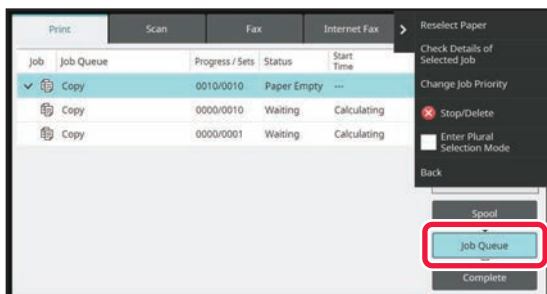 Print Scan Fax Internet Fax
Job Job Queue Progress / Sets Status Start Time
Copy 0010/0010 Paper Empty ---
Copy 0000/0010 Waiting Calculating
Copy 0000/0001 Waiting Calculating
Reselect Paper
Check Details of
Selected Job
Change Job Priority
Stop/Delete
Enter Plural
Selection Mode
Back
Spool
Job Queue
Complete